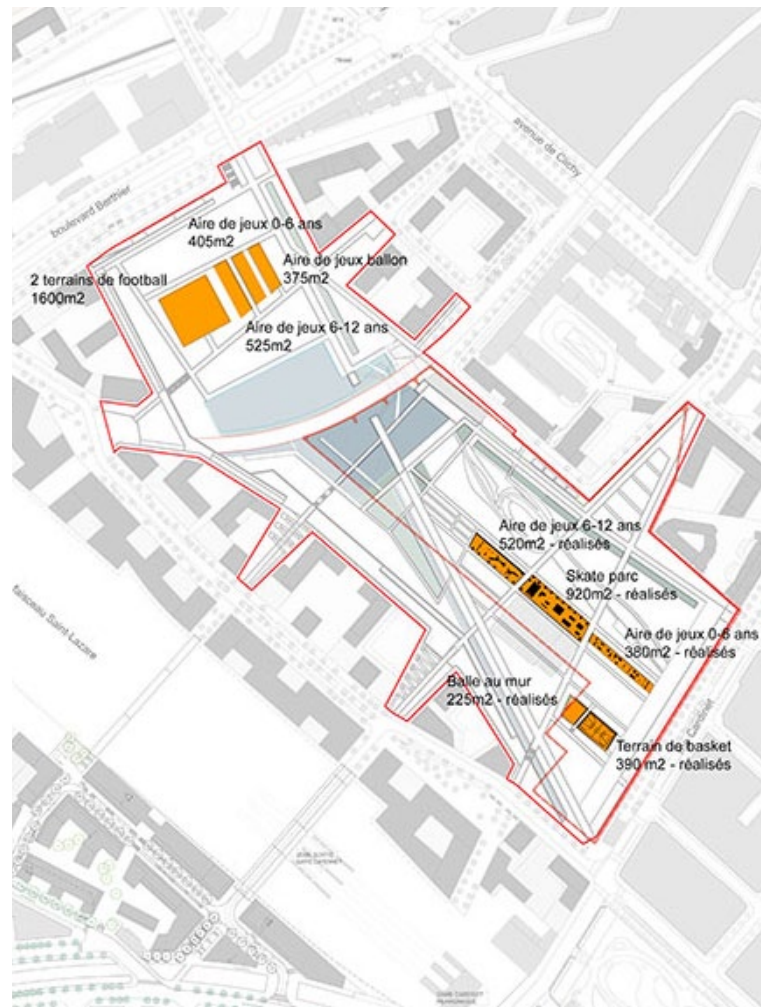 avenue de Clichy
boulevard Berthier
Aire de jeux 0-6 ans
405m2
Aire de jeux ballon
375m2
2 terrains de football
1600m2
Aire de jeux 6-12 ans
525m2
Aire de jeux 6-12 ans
520m2 - réalisés
Skate parc
920m2 - réalisés
Aire de jeux 0-6 ans
380m2 - réalisés
Balle au mur
225m2 - réalisés
Terrain de basket
390 m2 - réalisés
Cardinet
faisceau Saint-Lazare